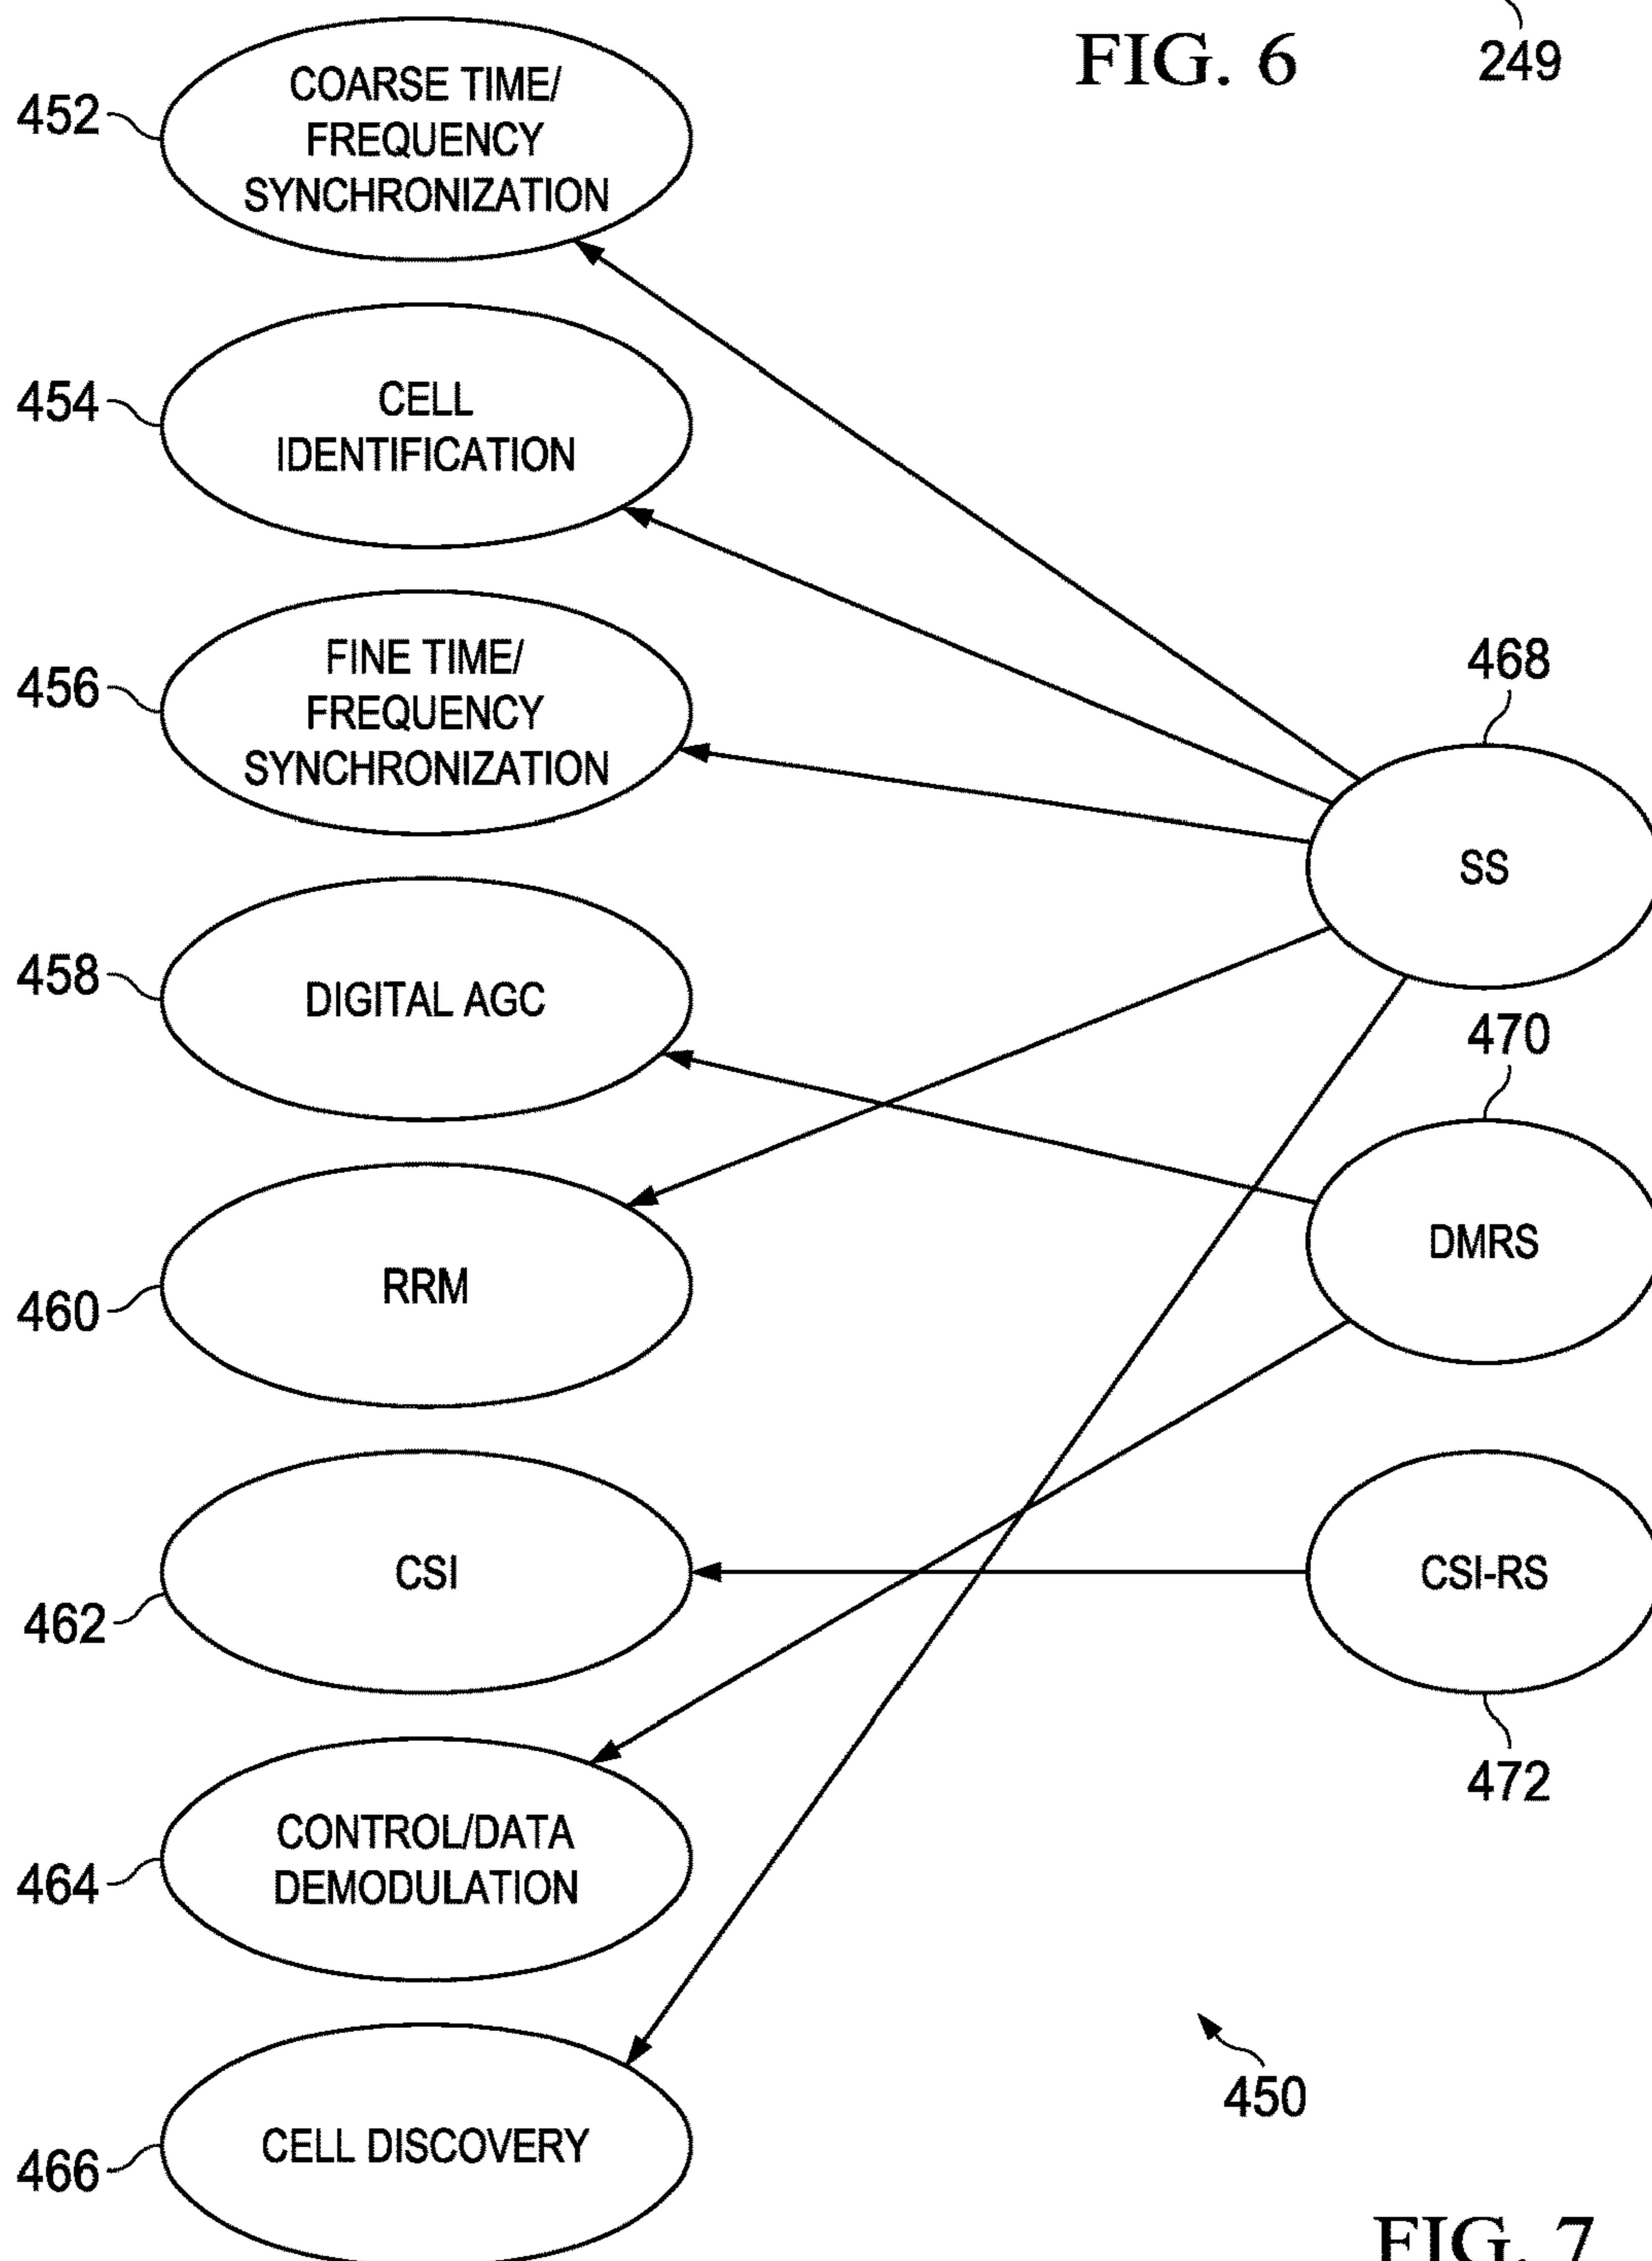 FIG. 6
249
452
COARSE TIME/
FREQUENCY
SYNCHRONIZATION
454
CELL
IDENTIFICATION
456
FINE TIME/
FREQUENCY
SYNCHRONIZATION
468
SS
458
DIGITAL AGC
470
DMRS
460
RRM
462
CSI
CSI-RS
472
464
CONTROL/DATA
DEMODULATION
450
466
CELL DISCOVERY
FIG. 7